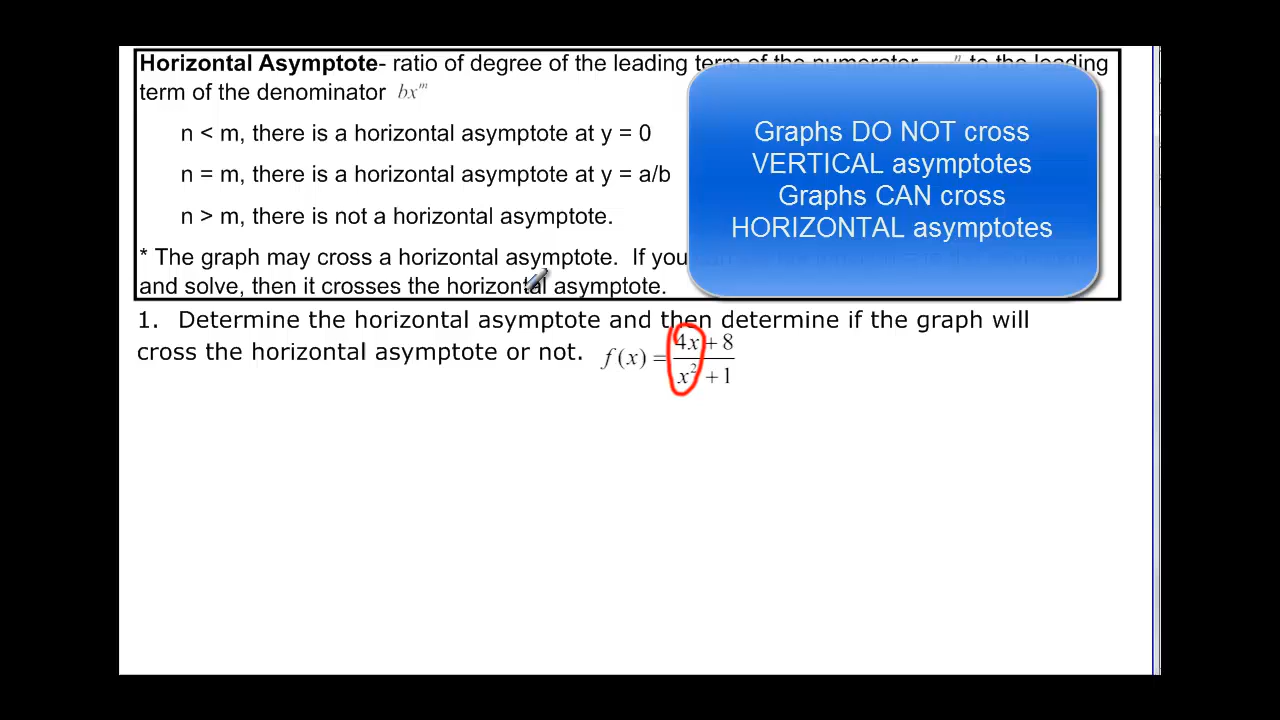 Horizontal Asymptote- ratio of degree of the leading term of the numerator n to the leading
term of the denominator bxᵐ
n < m, there is a horizontal asymptote at y = 0
n = m, there is a horizontal asymptote at y = a/b
n > m, there is not a horizontal asymptote.
* The graph may cross a horizontal asymptote. If you
and solve, then it crosses the horizontal asymptote.
Graphs DO NOT cross
VERTICAL asymptotes
Graphs CAN cross
HORIZONTAL asymptotes
1. Determine the horizontal asymptote and then determine if the graph will
cross the horizontal asymptote or not. f(x) = (4x + 8)/(x² + 1)